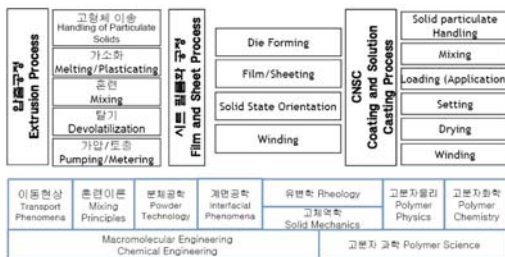 압출공정
Extrusion Process
고형체 이송
Handling of Particulate
Solids
가소화
Melting/Plasticating
혼련
Mixing
탈기
Devolatilization
가압/토출
Pumping/Metering
시트 필름화 공정
Film and Sheet Process
Die Forming
Film/Sheeting
Solid State Orientation
Winding
CNSC
Coating and Solution
Casting Process
Solid particulate
Handling
Mixing
Loading (Application
Setting
Drying
Winding
이동현상
Transport
Phenomena
혼련이론
Mixing
Principles
분체공학
Powder
Technology
계면공학
Interfacial
Phenomena
유변학 Rheology
고체역학
Solid Mechanics
고분자물리
Polymer
Physics
고분자화학
Polymer
Chemistry
Macromolecular Engineering
Chemical Engineering
고분자 과학 Polymer Science